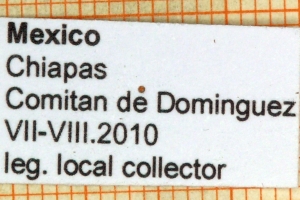 Mexico
Chiapas
Comitan de Dominguez
VII-VIII.2010
leg. local collector